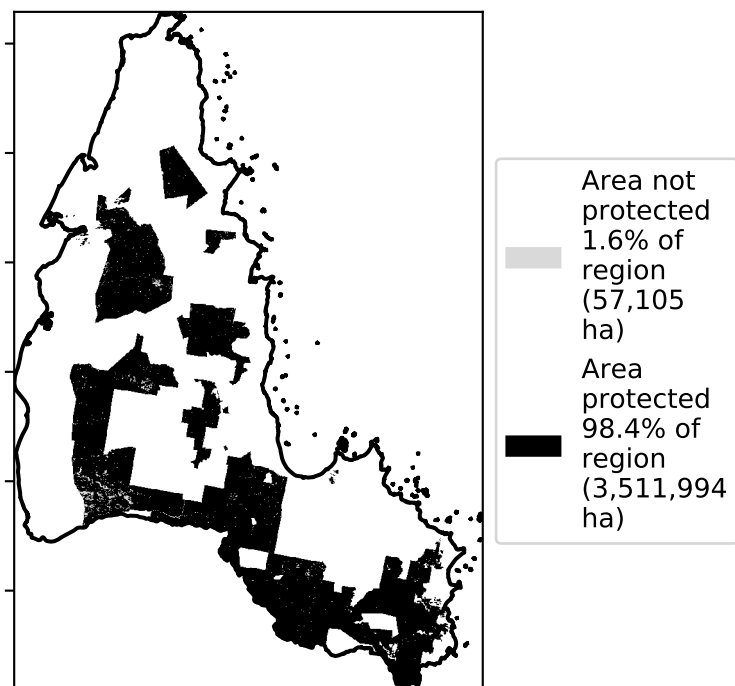 Area not
protected
1.6% of
region
(57,105
ha)
Area
protected
98.4% of
region
(3,511,994
ha)